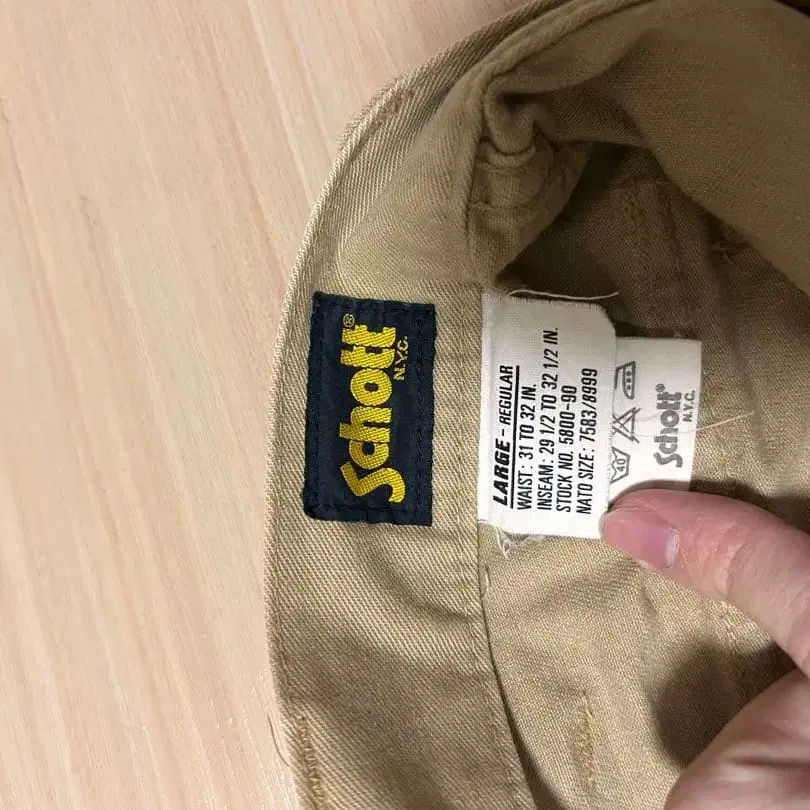 Schott®
N.Y.C.
LARGE - REGULAR
WAIST: 31 TO 32 IN.
INSEAM: 29 1/2 TO 32 1/2 IN.
STOCK NO. 5800-90
NATO SIZE: 7583/8999
40
Schott®
N.Y.C.